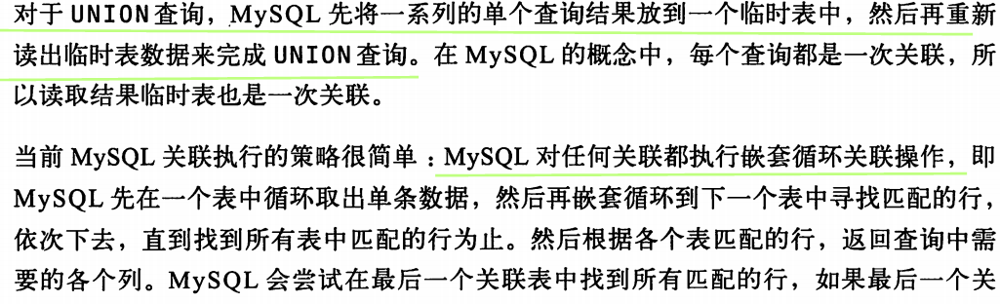 对于 UNION 查询，MySQL 先将一系列的单个查询结果放到一个临时表中，然后再重新
读出临时表数据来完成 UNION 查询。在 MySQL 的概念中，每个查询都是一次关联，所
以读取结果临时表也是一次关联。
当前 MySQL 关联执行的策略很简单：MySQL 对任何关联都执行嵌套循环关联操作，即
MySQL 先在一个表中循环取出单条数据，然后再嵌套循环到下一个表中寻找匹配的行，
依次下去，直到找到所有表中匹配的行为止。然后根据各个表匹配的行，返回查询中需
要的各个列。MySQL 会尝试在最后一个关联表中找到所有匹配的行，如果最后一个关